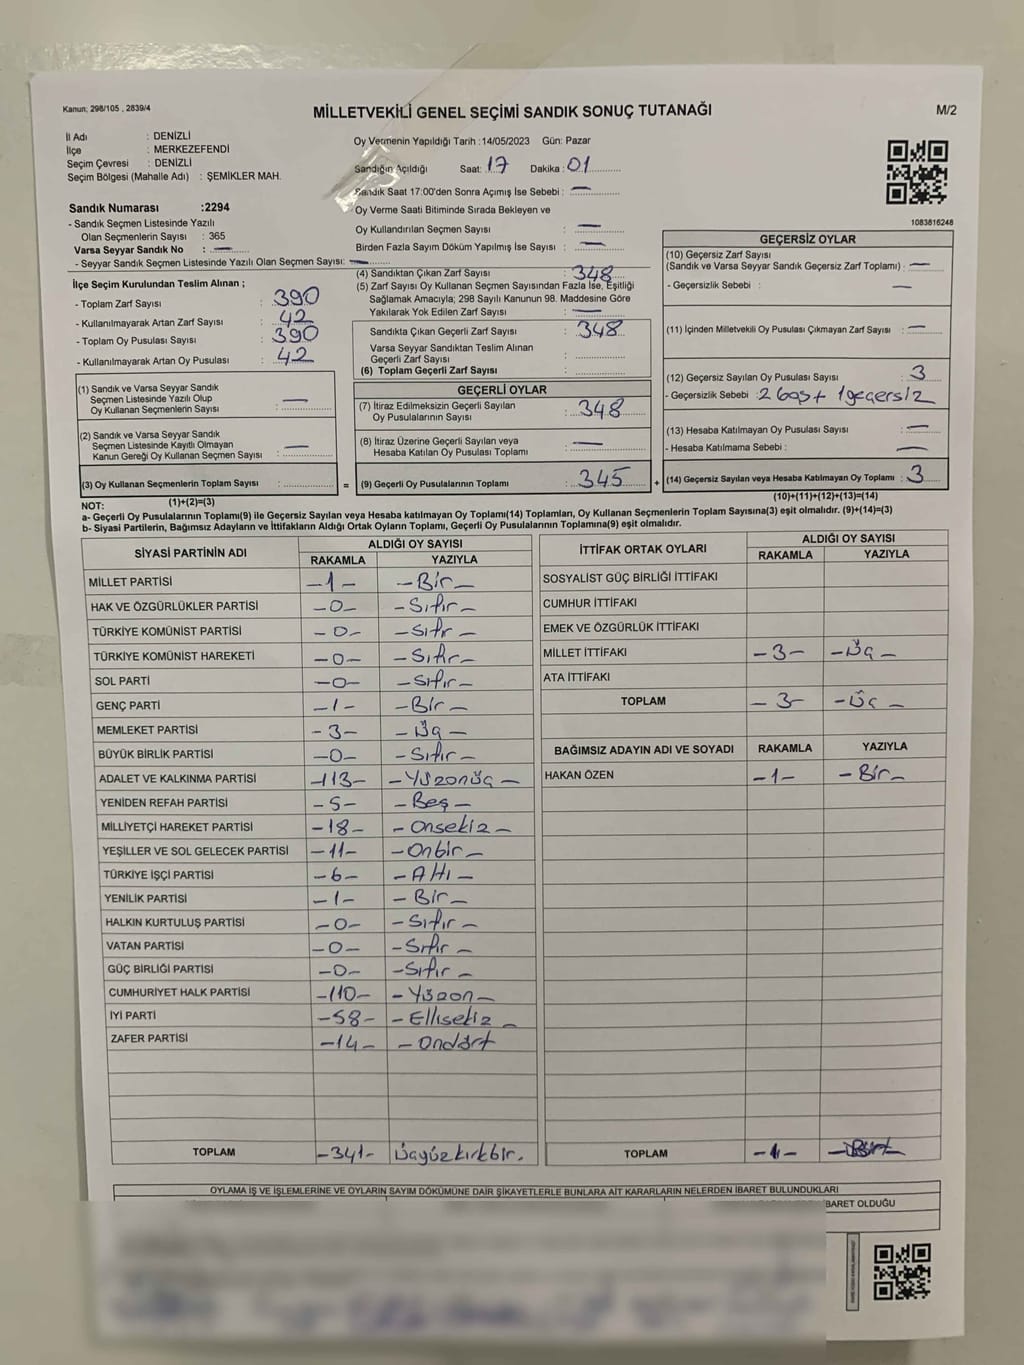 Kanun; 298/105 , 2839/4
MİLLETVEKİLİ GENEL SEÇİMİ SANDIK SONUÇ TUTANAĞI
M/2
İl Adı : DENİZLİ
İlçe : MERKEZEFENDİ
Seçim Çevresi : DENİZLİ
Seçim Bölgesi (Mahalle Adı) : ŞEMİKLER MAH.
Sandık Numarası :2294
- Sandık Seçmen Listesinde Yazılı
Olan Seçmenlerin Sayısı : 365
Varsa Seyyar Sandık No : —
- Seyyar Sandık Seçmen Listesinde Yazılı Olan Seçmen Sayısı: —
İlçe Seçim Kurulundan Teslim Alınan ;
- Toplam Zarf Sayısı : 390
- Kullanılmayarak Artan Zarf Sayısı : 42
- Toplam Oy Pusulası Sayısı : 390
- Kullanılmayarak Artan Oy Pusulası : 42
(1) Sandık ve Varsa Seyyar Sandık
Seçmen Listesinde Yazılı Olup
Oy Kullanan Seçmenlerin Sayısı : —
(2) Sandık ve Varsa Seyyar Sandık
Seçmen Listesinde Kayıtlı Olmayan
Kanun Gereği Oy Kullanan Seçmen Sayısı : —
(3) Oy Kullanan Seçmenlerin Toplam Sayısı :
Oy Vermenin Yapıldığı Tarih :14/05/2023 Gün: Pazar
Sandığın Açıldığı Saat: 17 Dakika : 01
Sandık Saat 17:00'den Sonra Açımış İse Sebebi : —
Oy Verme Saati Bitiminde Sırada Bekleyen ve
Oy Kullandırılan Seçmen Sayısı : —
Birden Fazla Sayım Döküm Yapılmış İse Sayısı : —
(4) Sandıktan Çıkan Zarf Sayısı : 348
(5) Zarf Sayısı Oy Kullanan Seçmen Sayısından Fazla İse, Eşitliği
Sağlamak Amacıyla; 298 Sayılı Kanunun 98. Maddesine Göre
Yakılarak Yok Edilen Zarf Sayısı : —
Sandıkta Çıkan Geçerli Zarf Sayısı : 348
Varsa Seyyar Sandıktan Teslim Alınan
Geçerli Zarf Sayısı :
(6) Toplam Geçerli Zarf Sayısı :
GEÇERLİ OYLAR
(7) İtiraz Edilmeksizin Geçerli Sayılan
Oy Pusulalarının Sayısı : 348
(8) İtiraz Üzerine Geçerli Sayılan veya
Hesaba Katılan Oy Pusulası Toplamı : —
= (9) Geçerli Oy Pusulalarının Toplamı : 345 +
1083816248
GEÇERSİZ OYLAR
(10) Geçersiz Zarf Sayısı
(Sandık ve Varsa Seyyar Sandık Geçersiz Zarf Toplamı) : —
- Geçersizlik Sebebi : —
(11) İçinden Milletvekili Oy Pusulası Çıkmayan Zarf Sayısı : —
(12) Geçersiz Sayılan Oy Pusulası Sayısı : 3
- Geçersizlik Sebebi : 2 boş + 1 geçersiz
(13) Hesaba Katılmayan Oy Pusulası Sayısı : —
- Hesaba Katılmama Sebebi : —
(14) Geçersiz Sayılan veya Hesaba Katılmayan Oy Toplamı : 3
NOT: (1)+(2)=(3)
(10)+(11)+(12)+(13)=(14)
a- Geçerli Oy Pusulalarının Toplamı(9) ile Geçersiz Sayılan veya Hesaba katılmayan Oy Toplamı(14) Toplamları, Oy Kullanan Seçmenlerin Toplam Sayısına(3) eşit olmalıdır. (9)+(14)=(3)
b- Siyasi Partilerin, Bağımsız Adayların ve İttifakların Aldığı Ortak Oyların Toplamı, Geçerli Oy Pusulalarının Toplamına(9) eşit olmalıdır.
SİYASİ PARTİNİN ADI
ALDIĞI OY SAYISI
RAKAMLA YAZIYLA
MİLLET PARTİSİ –1– –Bir–
HAK VE ÖZGÜRLÜKLER PARTİSİ –0– –Sıfır–
TÜRKİYE KOMÜNİST PARTİSİ –0– –Sıfır–
TÜRKİYE KOMÜNİST HAREKETİ –0– –Sıfır–
SOL PARTİ –0– –Sıfır–
GENÇ PARTİ –1– –Bir–
MEMLEKET PARTİSİ –3– –Üç–
BÜYÜK BİRLİK PARTİSİ –0– –Sıfır–
ADALET VE KALKINMA PARTİSİ –113– –Yüzonüç–
YENİDEN REFAH PARTİSİ –5– –Beş–
MİLLİYETÇİ HAREKET PARTİSİ –18– –Onsekiz–
YEŞİLLER VE SOL GELECEK PARTİSİ –11– –Onbir–
TÜRKİYE İŞÇİ PARTİSİ –6– –Altı–
YENİLİK PARTİSİ –1– –Bir–
HALKIN KURTULUŞ PARTİSİ –0– –Sıfır–
VATAN PARTİSİ –0– –Sıfır–
GÜÇ BİRLİĞİ PARTİSİ –0– –Sıfır–
CUMHURİYET HALK PARTİSİ –110– –Yüzon–
İYİ PARTİ –58– –Ellisekiz–
ZAFER PARTİSİ –14– –Ondört
TOPLAM –341– Üçyüzkırkbir.
İTTİFAK ORTAK OYLARI
ALDIĞI OY SAYISI
RAKAMLA YAZIYLA
SOSYALİST GÜÇ BİRLİĞİ İTTİFAKI
CUMHUR İTTİFAKI
EMEK VE ÖZGÜRLÜK İTTİFAKI
MİLLET İTTİFAKI –3– –Üç–
ATA İTTİFAKI
TOPLAM –3– –Üç–
BAĞIMSIZ ADAYIN ADI VE SOYADI RAKAMLA YAZIYLA
HAKAN ÖZEN –1– –Bir–
TOPLAM –1–
OYLAMA İŞ VE İŞLEMLERİNE VE OYLARIN SAYIM DÖKÜMÜNE DAİR ŞİKAYETLERLE BUNLARA AİT KARARLARIN NELERDEN İBARET BULUNDUKLARI
İBARET OLDUĞU